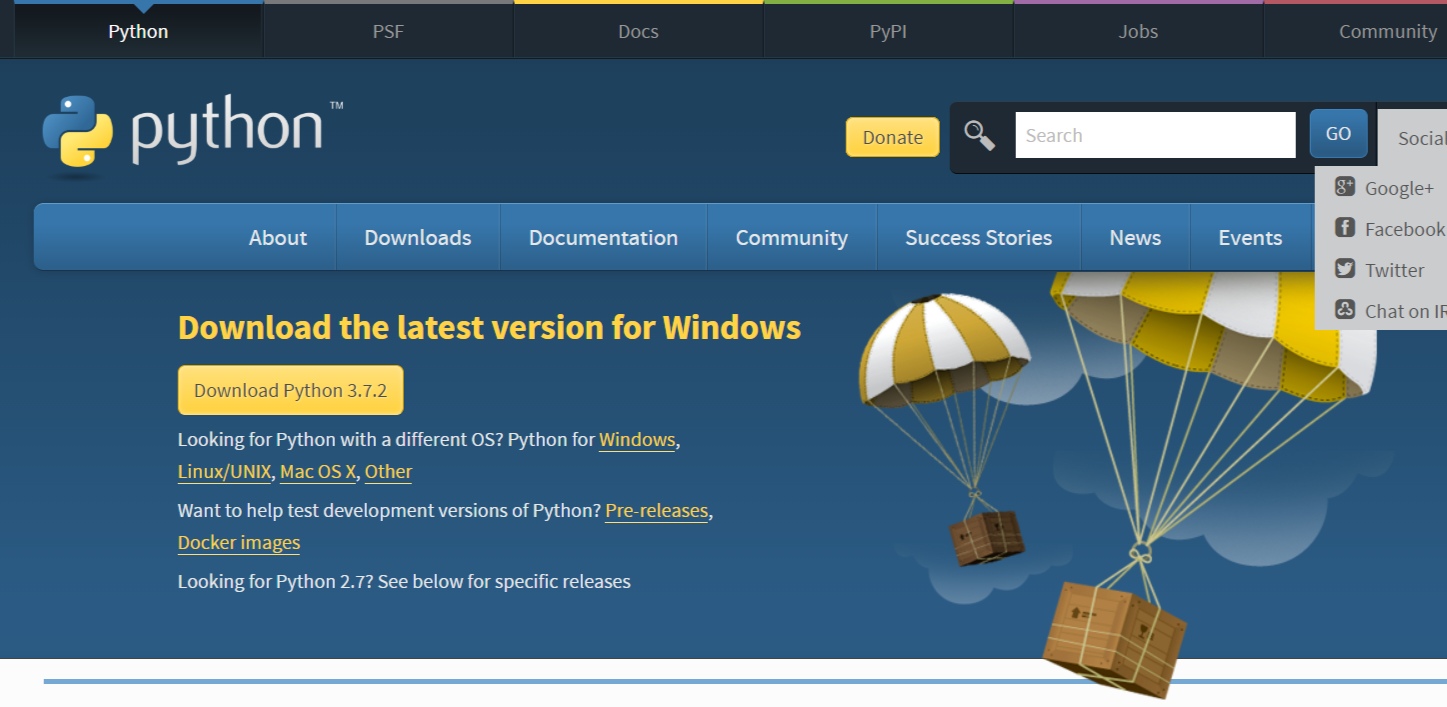 Python PSF Docs PyPI Jobs Community
python™
Donate Search GO Social
Google+
Facebook
Twitter
Chat on IR
About Downloads Documentation Community Success Stories News Events
Download the latest version for Windows
Download Python 3.7.2
Looking for Python with a different OS? Python for Windows,
Linux/UNIX, Mac OS X, Other
Want to help test development versions of Python? Pre-releases,
Docker images
Looking for Python 2.7? See below for specific releases